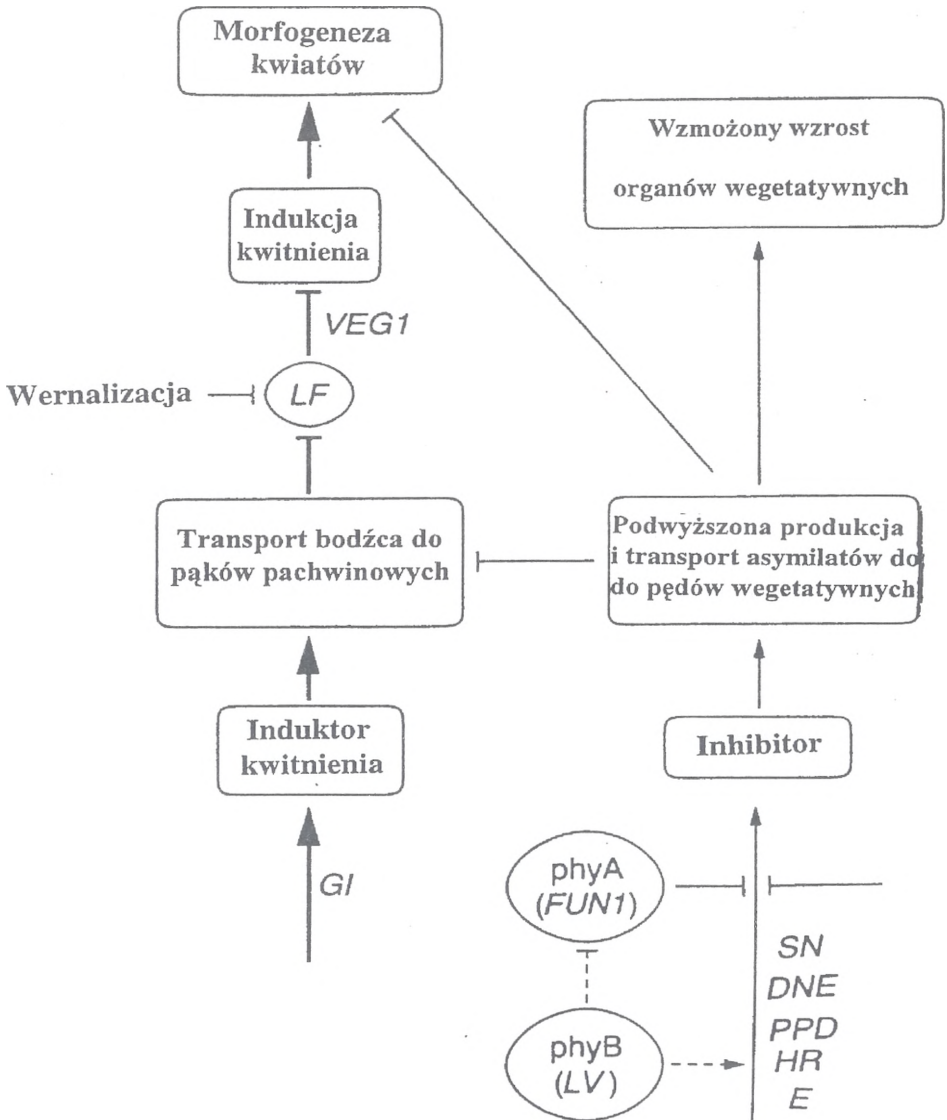 Morfogeneza
kwiatów
Wzmożony wzrost
organów wegetatywnych
Indukcja
kwitnienia
VEG1
Wernalizacja
LF
Transport bodźca do
pąków pachwinowych
Podwyższona produkcja
i transport asymilatów do
do pędów wegetatywnych
Induktor
kwitnienia
Inhibitor
GI
phyA
(FUN1)
SN
DNE
PPD
HR
E
phyB
(LV)